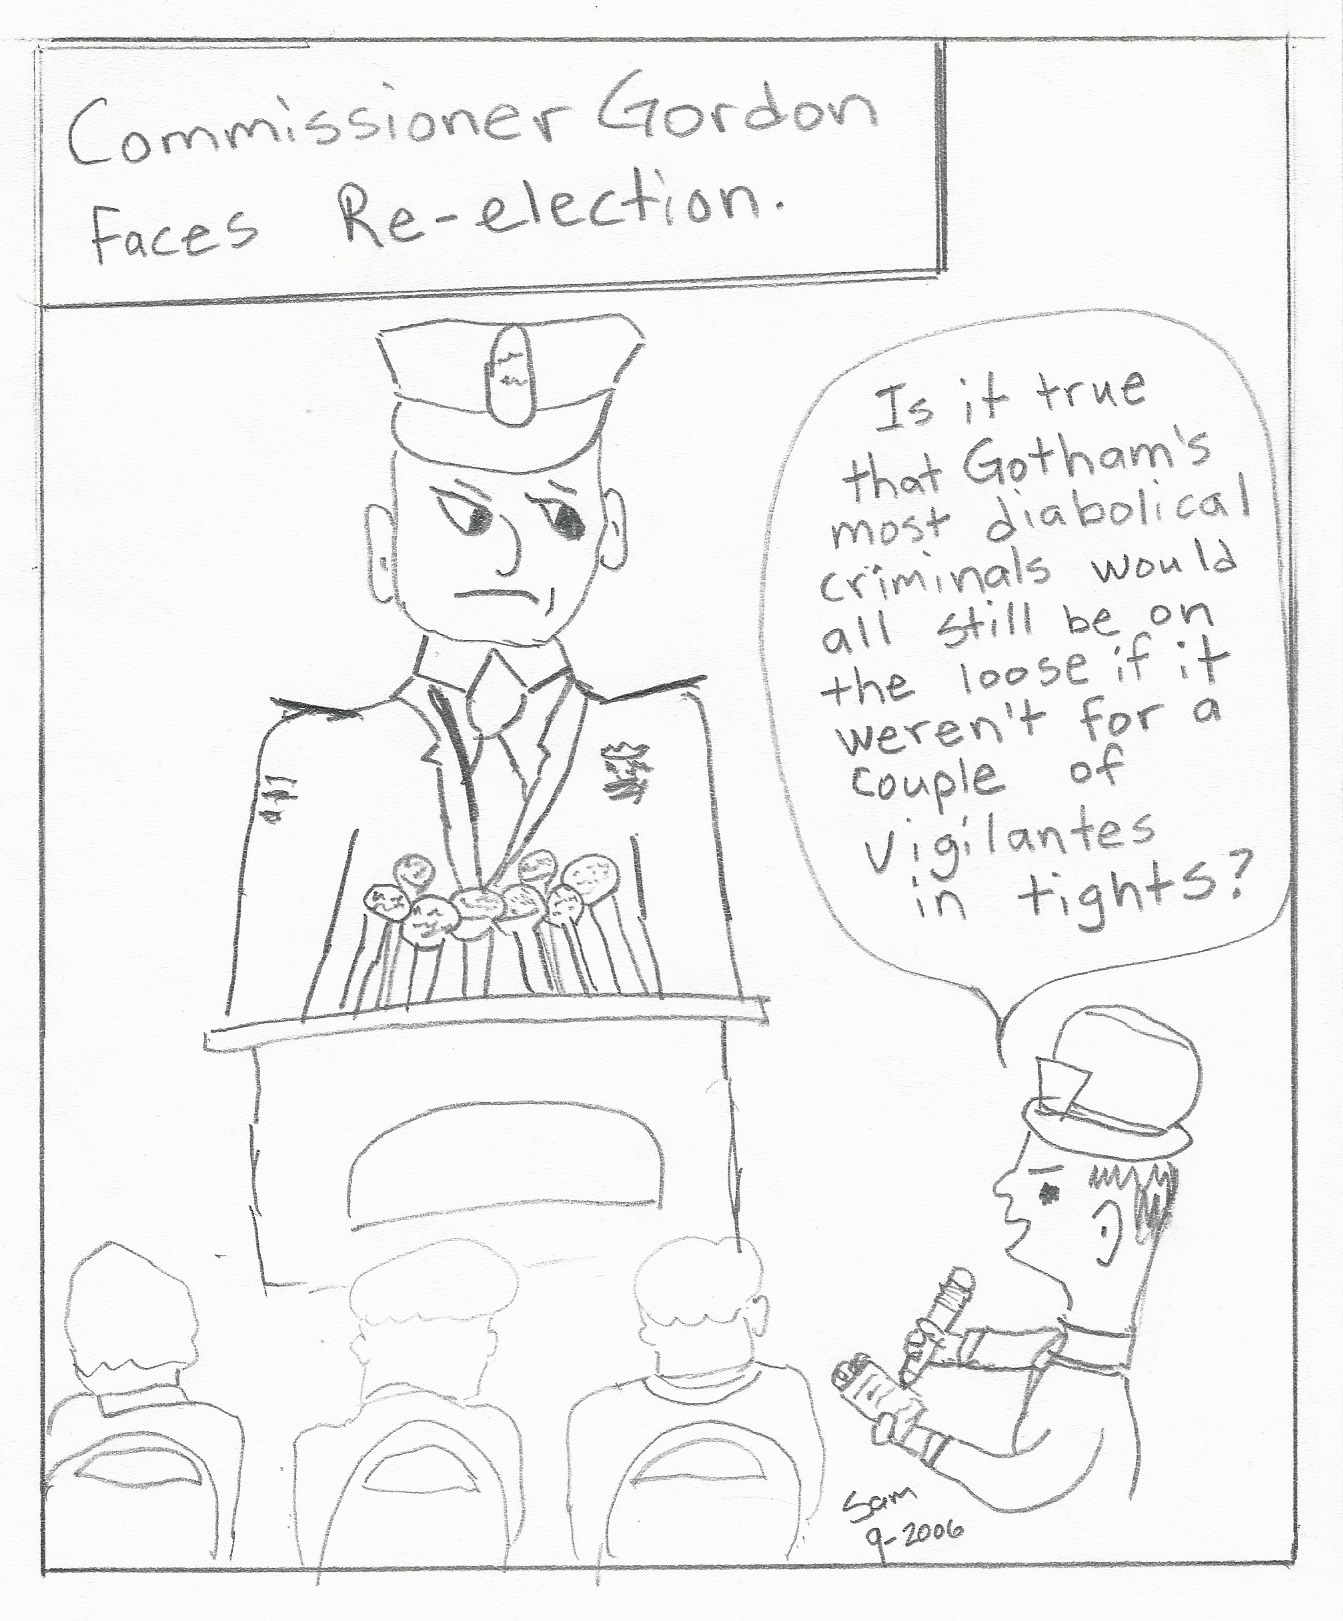 Commissioner Gordon
Faces Re-election.
Is it true
that Gotham's
most diabolical
criminals would
all still be on
the loose if it
weren't for a
couple of
vigilantes
in tights?
Sam
9-2006